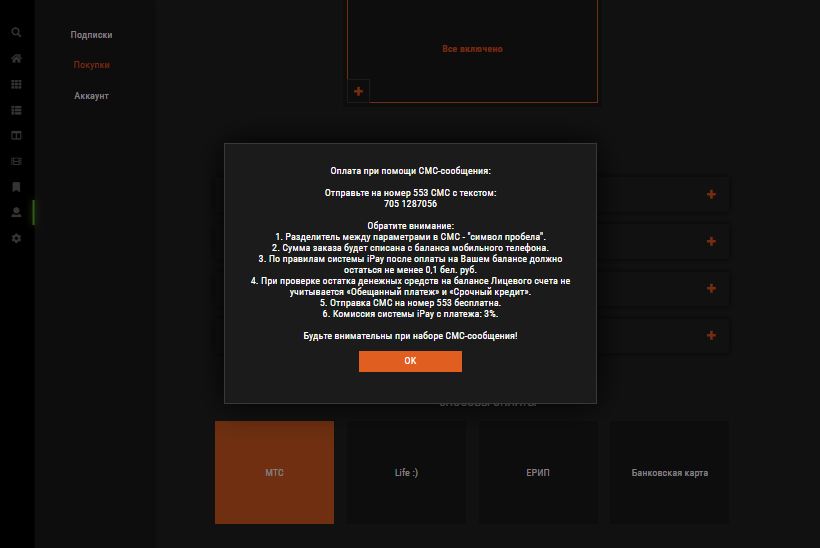 Подписки
Покупки
Аккаунт
Все включено
Оплата при помощи СМС-сообщения:
Отправьте на номер 553 СМС с текстом:
705 1287056
Обратите внимание:
1. Разделитель между параметрами в СМС - "символ пробела".
2. Сумма заказа будет списана с баланса мобильного телефона.
3. По правилам системы iPay после оплаты на Вашем балансе должно
остаться не менее 0,1 бел. руб.
4. При проверке остатка денежных средств на балансе Лицевого счета не
учитывается «Обещанный платеж» и «Срочный кредит».
5. Отправка СМС на номер 553 бесплатна.
6. Комиссия системы iPay с платежа: 3%.
Будьте внимательны при наборе СМС-сообщения!
OK
МТС
Life :)
ЕРИП
Банковская карта